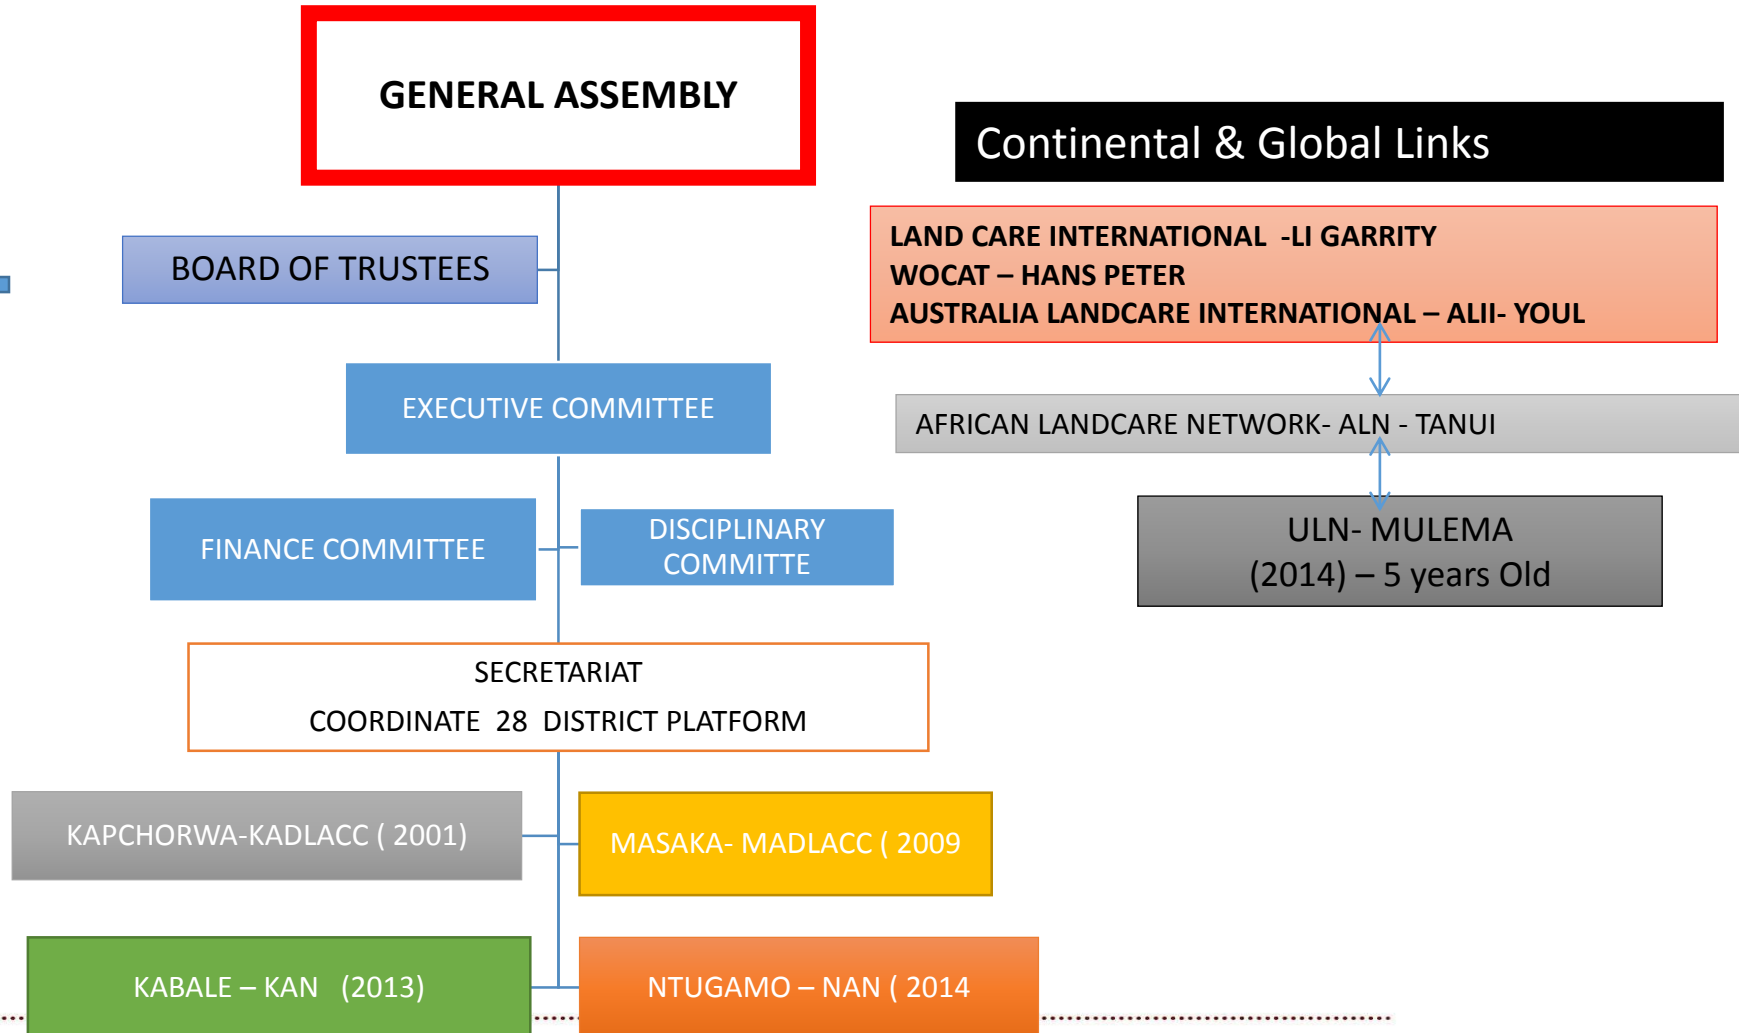 GENERAL ASSEMBLY
BOARD OF TRUSTEES
EXECUTIVE COMMITTEE
FINANCE COMMITTEE
DISCIPLINARY
COMMITTE
SECRETARIAT
COORDINATE 28 DISTRICT PLATFORM
KAPCHORWA-KADLACC ( 2001)
MASAKA- MADLACC ( 2009
KABALE – KAN (2013)
NTUGAMO – NAN ( 2014
Continental & Global Links
LAND CARE INTERNATIONAL -LI GARRITY
WOCAT – HANS PETER
AUSTRALIA LANDCARE INTERNATIONAL – ALII- YOUL
AFRICAN LANDCARE NETWORK- ALN - TANUI
ULN- MULEMA
(2014) – 5 years Old